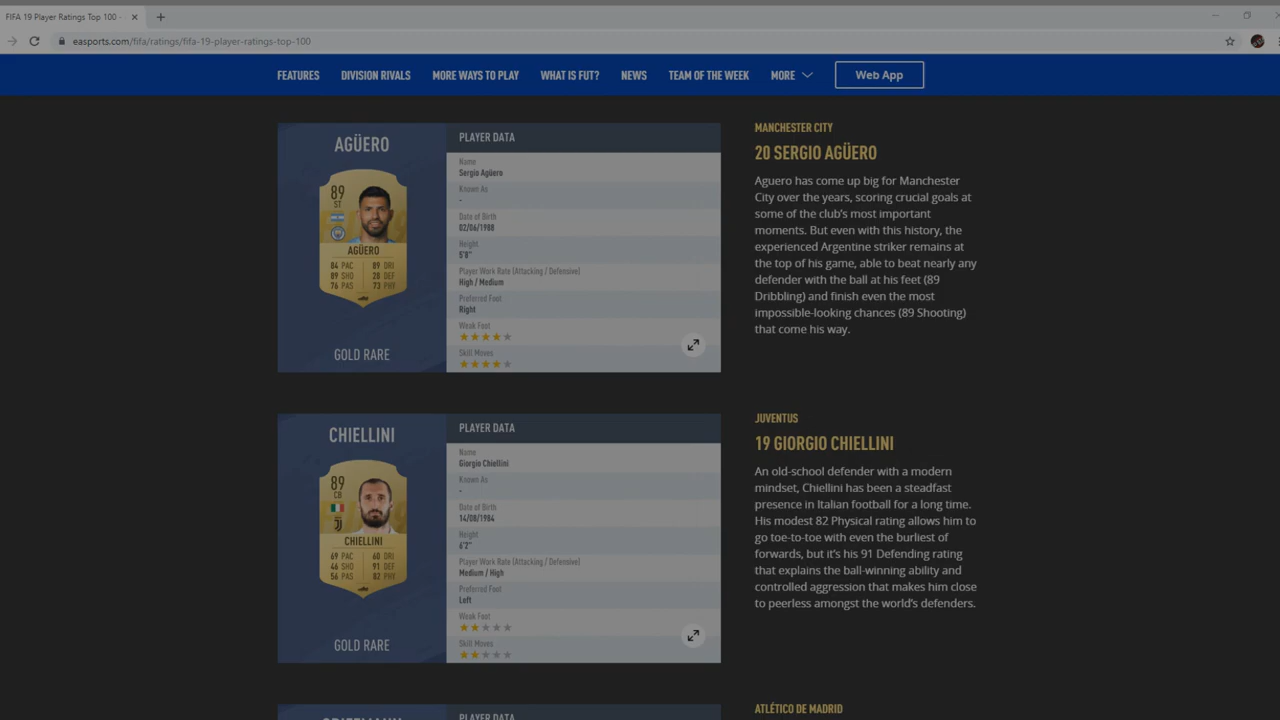 FIFA 19 Player Ratings Top 100 -
easports.com/fifa/ratings/fifa-19-player-ratings-top-100
FEATURES
DIVISION RIVALS
MORE WAYS TO PLAY
WHAT IS FUT?
NEWS
TEAM OF THE WEEK
MORE
Web App
AGÜERO
89
ST
AGÜERO
84 PAC 89 DRI
89 SHO 28 DEF
76 PAS 73 PHY
GOLD RARE
PLAYER DATA
Name
Sergio Agüero
Known As
-
Date of Birth
02/06/1988
Height
5'8"
Player Work Rate (Attacking / Defensive)
High / Medium
Preferred Foot
Right
Weak Foot
Skill Moves
MANCHESTER CITY
20 SERGIO AGÜERO
Aguero has come up big for Manchester
City over the years, scoring crucial goals at
some of the club's most important
moments. But even with this history, the
experienced Argentine striker remains at
the top of his game, able to beat nearly any
defender with the ball at his feet (89
Dribbling) and finish even the most
impossible-looking chances (89 Shooting)
that come his way.
CHIELLINI
89
CB
CHIELLINI
69 PAC 60 DRI
46 SHO 91 DEF
56 PAS 82 PHY
GOLD RARE
PLAYER DATA
Name
Giorgio Chiellini
Known As
-
Date of Birth
14/08/1984
Height
6'2"
Player Work Rate (Attacking / Defensive)
Medium / High
Preferred Foot
Left
Weak Foot
Skill Moves
JUVENTUS
19 GIORGIO CHIELLINI
An old-school defender with a modern
mindset, Chiellini has been a steadfast
presence in Italian football for a long time.
His modest 82 Physical rating allows him to
go toe-to-toe with even the burliest of
forwards, but it's his 91 Defending rating
that explains the ball-winning ability and
controlled aggression that makes him close
to peerless amongst the world's defenders.
PLAYER DATA
ATLÉTICO DE MADRID